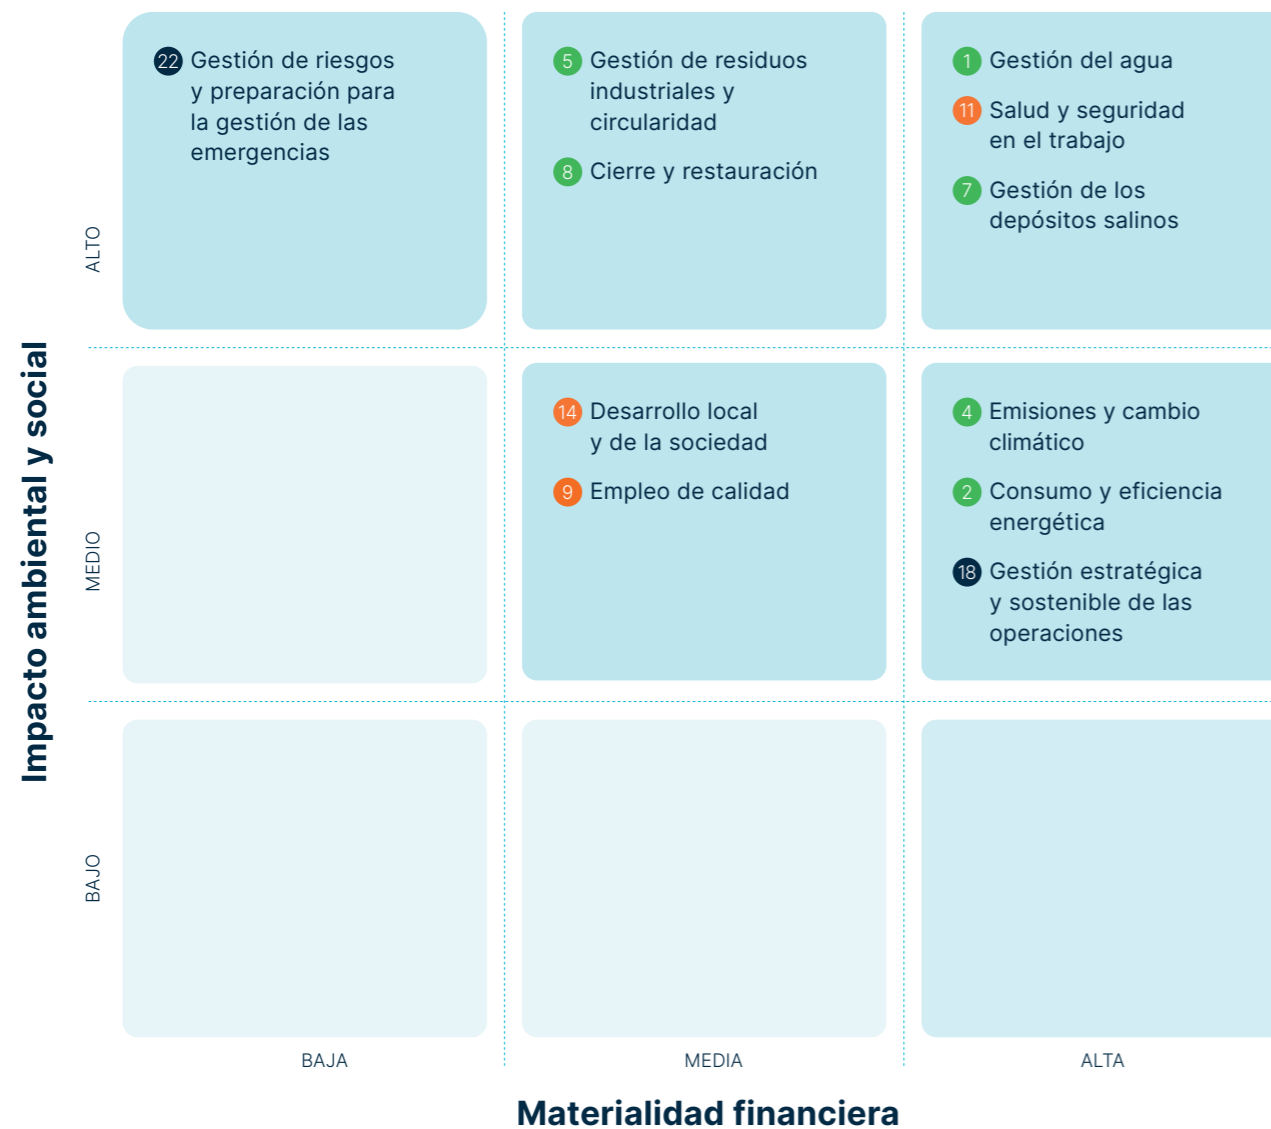 Impacto ambiental y social
ALTO
22 Gestión de riesgos
y preparación para
la gestión de las
emergencias
5 Gestión de residuos
industriales y
circularidad
8 Cierre y restauración
1 Gestión del agua
11 Salud y seguridad
en el trabajo
7 Gestión de los
depósitos salinos
MEDIO
14 Desarrollo local
y de la sociedad
9 Empleo de calidad
4 Emisiones y cambio
climático
2 Consumo y eficiencia
energética
18 Gestión estratégica
y sostenible de las
operaciones
BAJO
BAJA
MEDIA
ALTA
Materialidad financiera